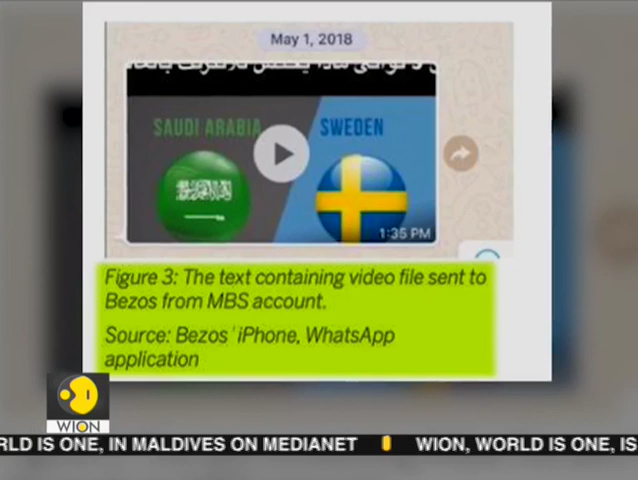 May 1, 2018
SAUDI ARABIA
SWEDEN
1:35 PM
Figure 3: The text containing video file sent to
Bezos from MBS account.
Source: Bezos' iPhone, WhatsApp
application
WION
RLD IS ONE, IN MALDIVES ON MEDIANET
WION, WORLD IS ONE, IS